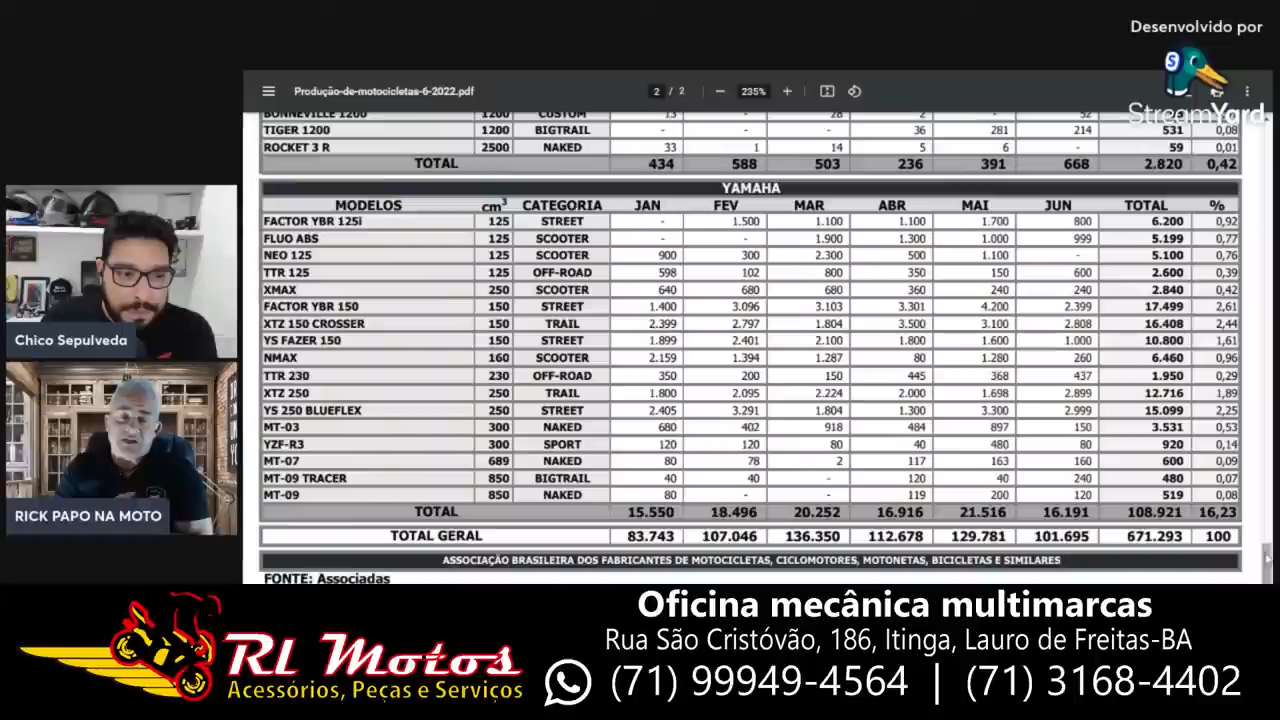 Desenvolvido por
StreamYard
Produção-de-motocicletas-6-2022.pdf 2 / 2 235%
BONNEVILLE 1200 1200 CUSTOM 13 - 28 2 - 52
TIGER 1200 1200 BIGTRAIL - - - 36 281 214 531 0,08
ROCKET 3 R 2500 NAKED 33 1 14 5 6 - 59 0,01
TOTAL 434 588 503 236 391 668 2.820 0,42
YAMAHA
MODELOS cm³ CATEGORIA JAN FEV MAR ABR MAI JUN TOTAL %
FACTOR YBR 125i 125 STREET - 1.500 1.100 1.100 1.700 800 6.200 0,92
FLUO ABS 125 SCOOTER - - 1.900 1.300 1.000 999 5.199 0,77
NEO 125 125 SCOOTER 900 300 2.300 500 1.100 - 5.100 0,76
TTR 125 125 OFF-ROAD 598 102 800 350 150 600 2.600 0,39
XMAX 250 SCOOTER 640 680 680 360 240 240 2.840 0,42
FACTOR YBR 150 150 STREET 1.400 3.096 3.103 3.301 4.200 2.399 17.499 2,61
XTZ 150 CROSSER 150 TRAIL 2.399 2.797 1.804 3.500 3.100 2.808 16.408 2,44
YS FAZER 150 150 STREET 1.899 2.401 2.100 1.800 1.600 1.000 10.800 1,61
NMAX 160 SCOOTER 2.159 1.394 1.287 80 1.280 260 6.460 0,96
TTR 230 230 OFF-ROAD 350 200 150 445 368 437 1.950 0,29
XTZ 250 250 TRAIL 1.800 2.095 2.224 2.000 1.698 2.899 12.716 1,89
YS 250 BLUEFLEX 250 STREET 2.405 3.291 1.804 1.300 3.300 2.999 15.099 2,25
MT-03 300 NAKED 680 402 918 484 897 150 3.531 0,53
YZF-R3 300 SPORT 120 120 80 40 480 80 920 0,14
MT-07 689 NAKED 80 78 2 117 163 160 600 0,09
MT-09 TRACER 850 BIGTRAIL 40 40 - 120 40 240 480 0,07
MT-09 850 NAKED 80 - - 119 200 120 519 0,08
TOTAL 15.550 18.496 20.252 16.916 21.516 16.191 108.921 16,23
TOTAL GERAL 83.743 107.046 136.350 112.678 129.781 101.695 671.293 100
ASSOCIAÇÃO BRASILEIRA DOS FABRICANTES DE MOTOCICLETAS, CICLOMOTORES, MOTONETAS, BICICLETAS E SIMILARES
FONTE: Associadas
Chico Sepulveda
RICK PAPO NA MOTO
RL Motos
Acessórios, Peças e Serviços
Oficina mecânica multimarcas
Rua São Cristóvão, 186, Itinga, Lauro de Freitas-BA
(71) 99949-4564 | (71) 3168-4402